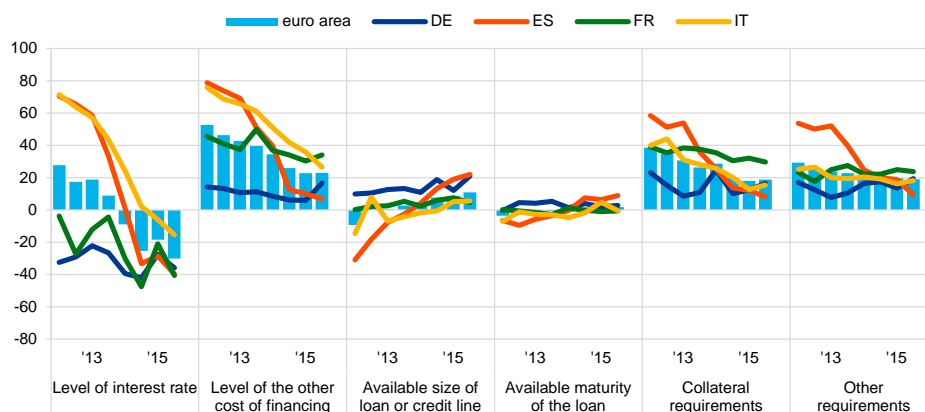 euro area DE ES FR IT
100
80
60
40
20
0
-20
-40
-60
-80
'13 '15 '13 '15 '13 '15 '13 '15 '13 '15 '13 '15
Level of interest rate Level of the other Available size of Available maturity Collateral Other
cost of financing loan or credit line of the loan requirements requirements